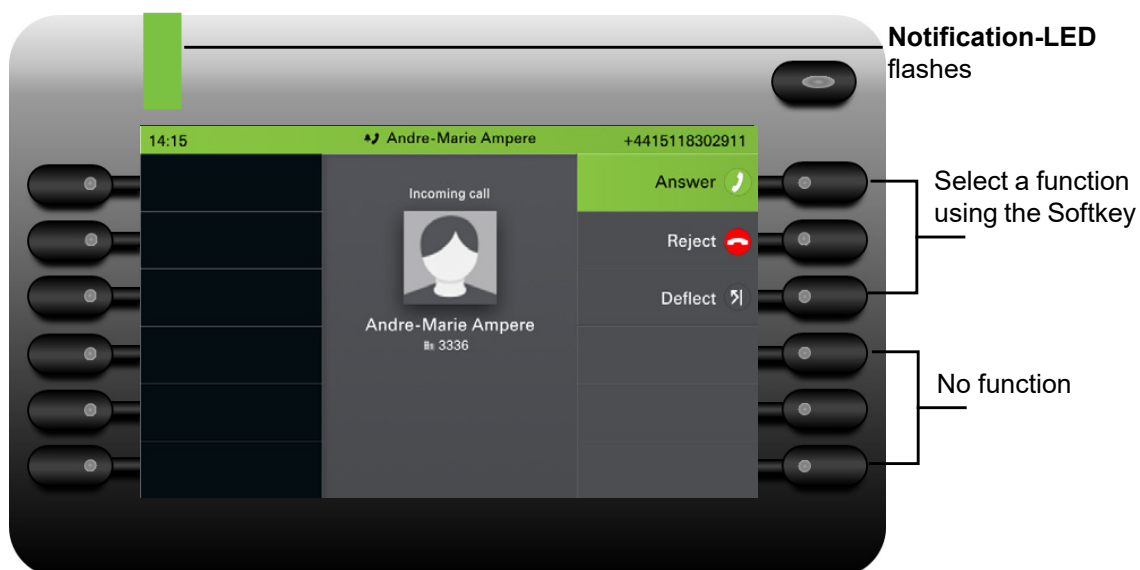 Notification-LED
flashes
14:15
Andre-Marie Ampere
+4415118302911
Incoming call
Andre-Marie Ampere
3336
Answer
Reject
Deflect
Select a function
using the Softkey
No function